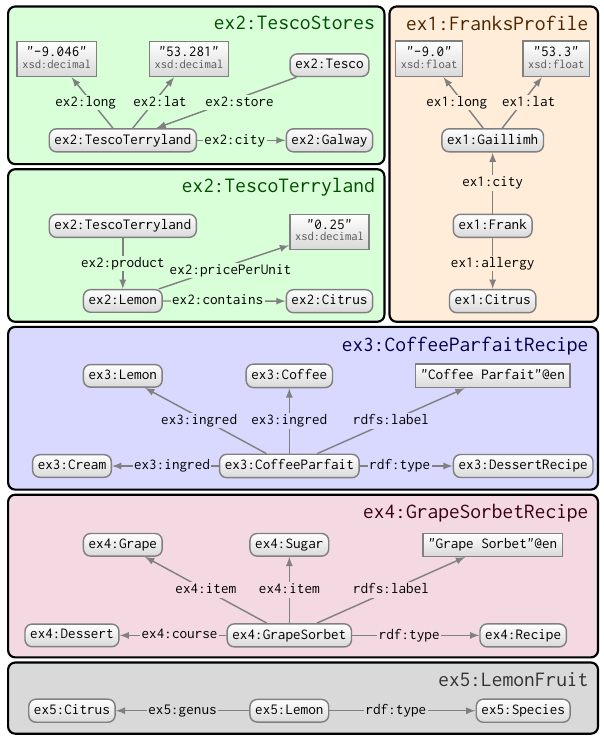 ex2:TescoStores
"-9.046"
xsd:decimal
"53.281"
xsd:decimal
ex2:Tesco
ex2:long
ex2:lat
ex2:store
ex2:TescoTerryland
ex2:city
ex2:Galway
ex1:FranksProfile
"-9.0"
xsd:float
"53.3"
xsd:float
ex1:long
ex1:lat
ex1:Gaillimh
ex1:city
ex1:Frank
ex1:allergy
ex1:Citrus
ex2:TescoTerryland
ex2:TescoTerryland
"0.25"
xsd:decimal
ex2:product
ex2:pricePerUnit
ex2:Lemon
ex2:contains
ex2:Citrus
ex3:CoffeeParfaitRecipe
ex3:Lemon
ex3:Coffee
"Coffee Parfait"@en
ex3:ingred
ex3:ingred
rdfs:label
ex3:Cream
ex3:ingred
ex3:CoffeeParfait
rdf:type
ex3:DessertRecipe
ex4:GrapeSorbetRecipe
ex4:Grape
ex4:Sugar
"Grape Sorbet"@en
ex4:item
ex4:item
rdfs:label
ex4:Dessert
ex4:course
ex4:GrapeSorbet
rdf:type
ex4:Recipe
ex5:LemonFruit
ex5:Citrus
ex5:genus
ex5:Lemon
rdf:type
ex5:Species